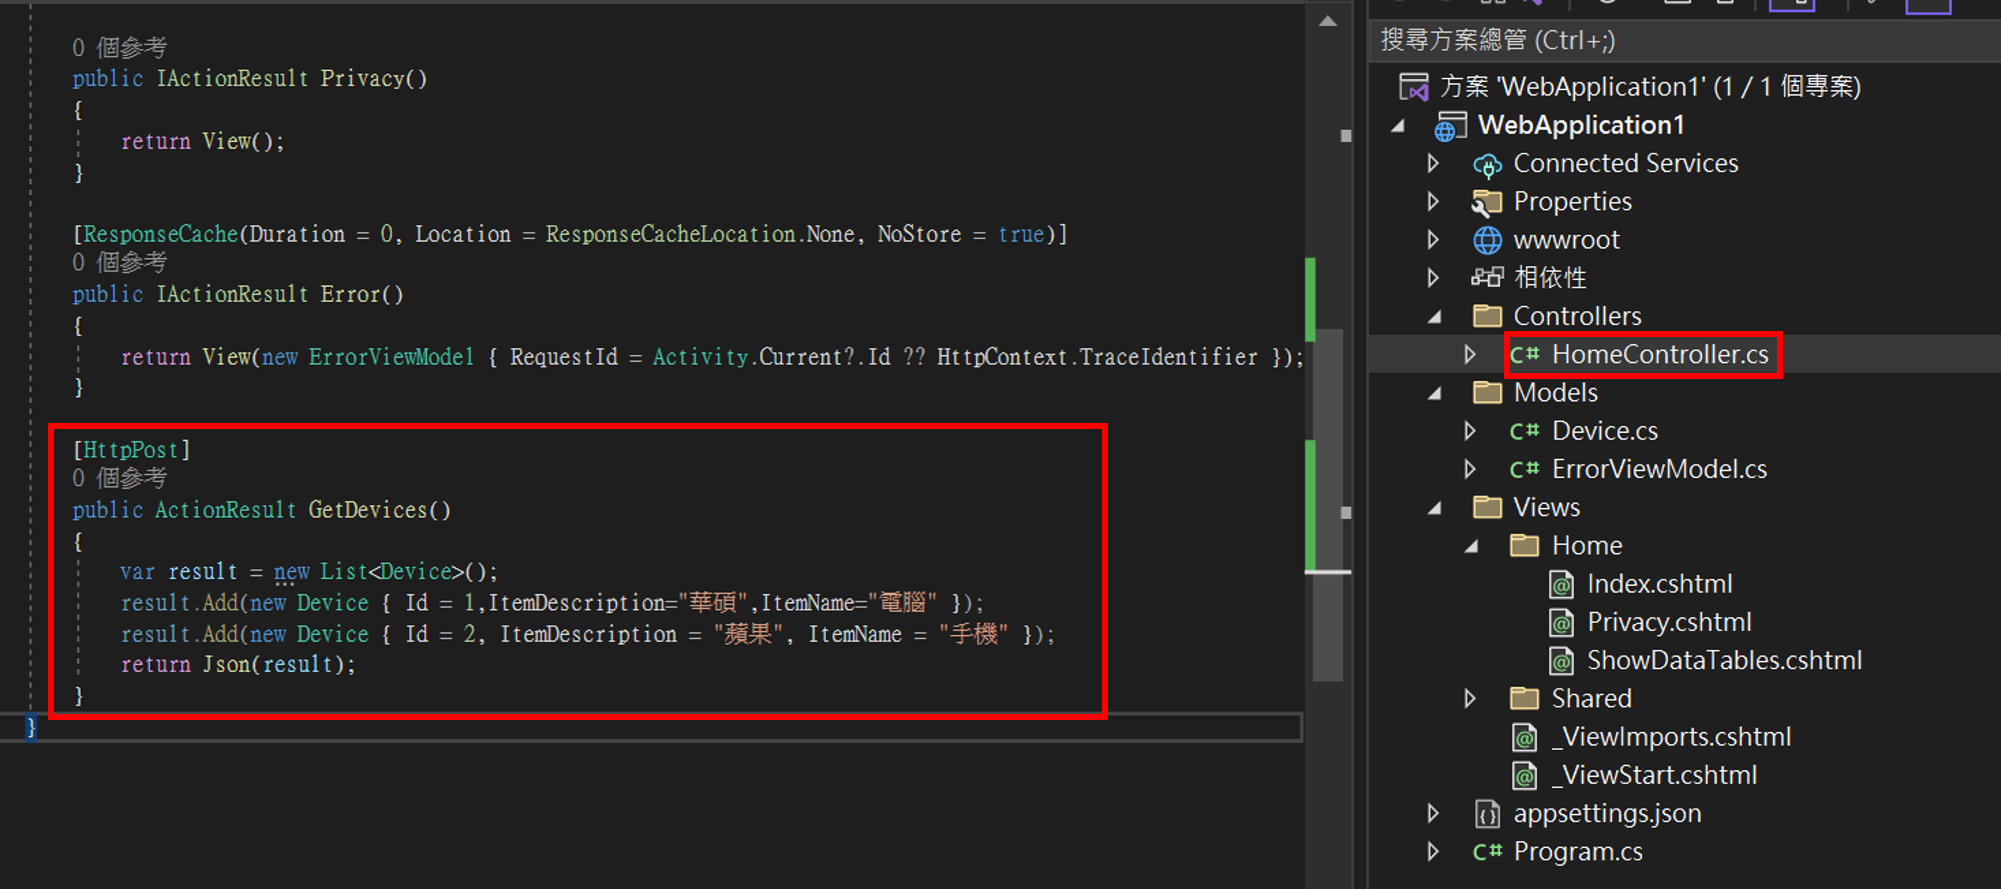 0 個參考
public IActionResult Privacy()
{
return View();
}
[ResponseCache(Duration = 0, Location = ResponseCacheLocation.None, NoStore = true)]
0 個參考
public IActionResult Error()
{
return View(new ErrorViewModel { RequestId = Activity.Current?.Id ?? HttpContext.TraceIdentifier });
}
[HttpPost]
0 個參考
public ActionResult GetDevices()
{
var result = new List<Device>();
result.Add(new Device { Id = 1,ItemDescription="華碩",ItemName="電腦" });
result.Add(new Device { Id = 2, ItemDescription = "蘋果", ItemName = "手機" });
return Json(result);
}
}
搜尋方案總管 (Ctrl+;)
方案 'WebApplication1' (1 / 1 個專案)
WebApplication1
Connected Services
Properties
wwwroot
相依性
Controllers
C# HomeController.cs
Models
C# Device.cs
C# ErrorViewModel.cs
Views
Home
Index.cshtml
Privacy.cshtml
ShowDataTables.cshtml
Shared
_ViewImports.cshtml
_ViewStart.cshtml
appsettings.json
C# Program.cs